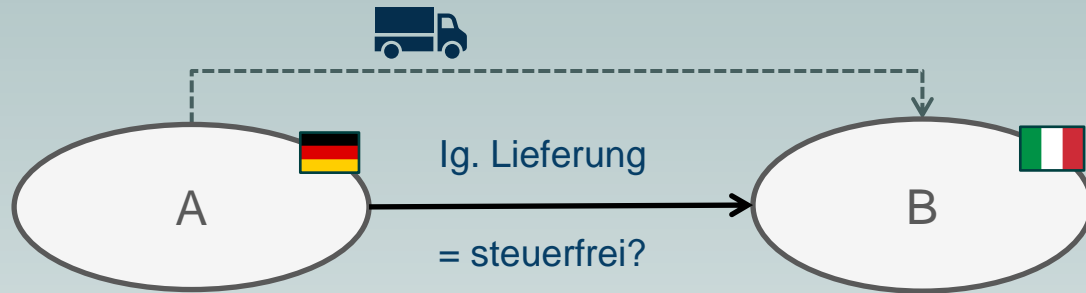 Ig. Lieferung
A
B
= steuerfrei?